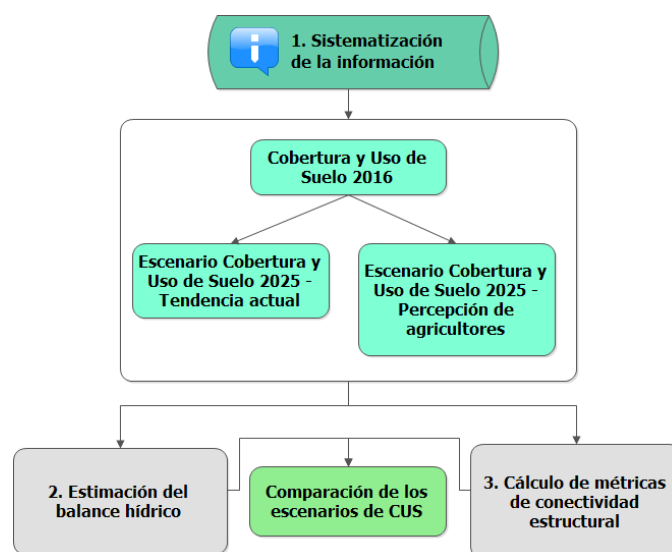 1. Sistematización
de la información
Cobertura y Uso de
Suelo 2016
Escenario Cobertura y
Uso de Suelo 2025 -
Tendencia actual
Escenario Cobertura y
Uso de Suelo 2025 -
Percepción de
agricultores
2. Estimación del
balance hídrico
Comparación de los
escenarios de CUS
3. Cálculo de métricas
de conectividad
estructural